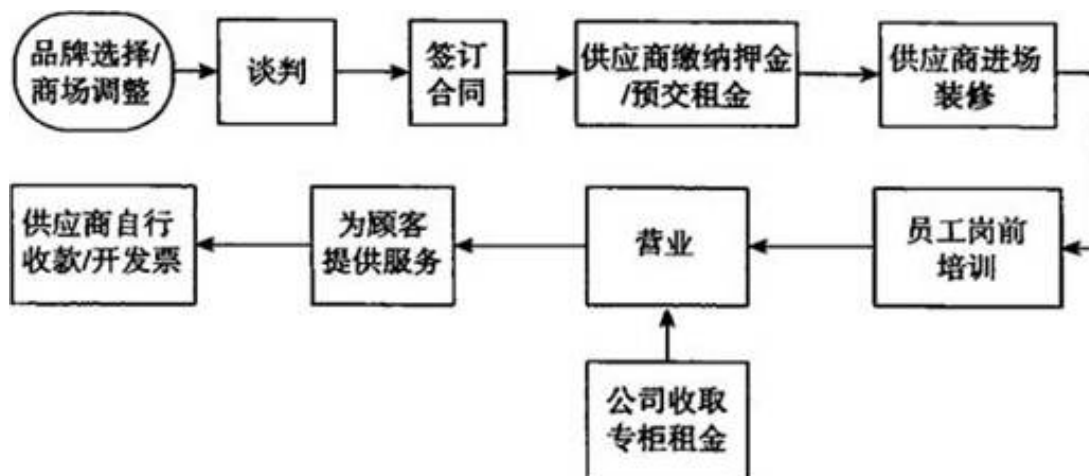 品牌选择/
商场调整
谈判
签订
合同
供应商缴纳押金
/预交租金
供应商进场
装修
员工岗前
培训
营业
为顾客
提供服务
供应商自行
收款/开发票
公司收取
专柜租金